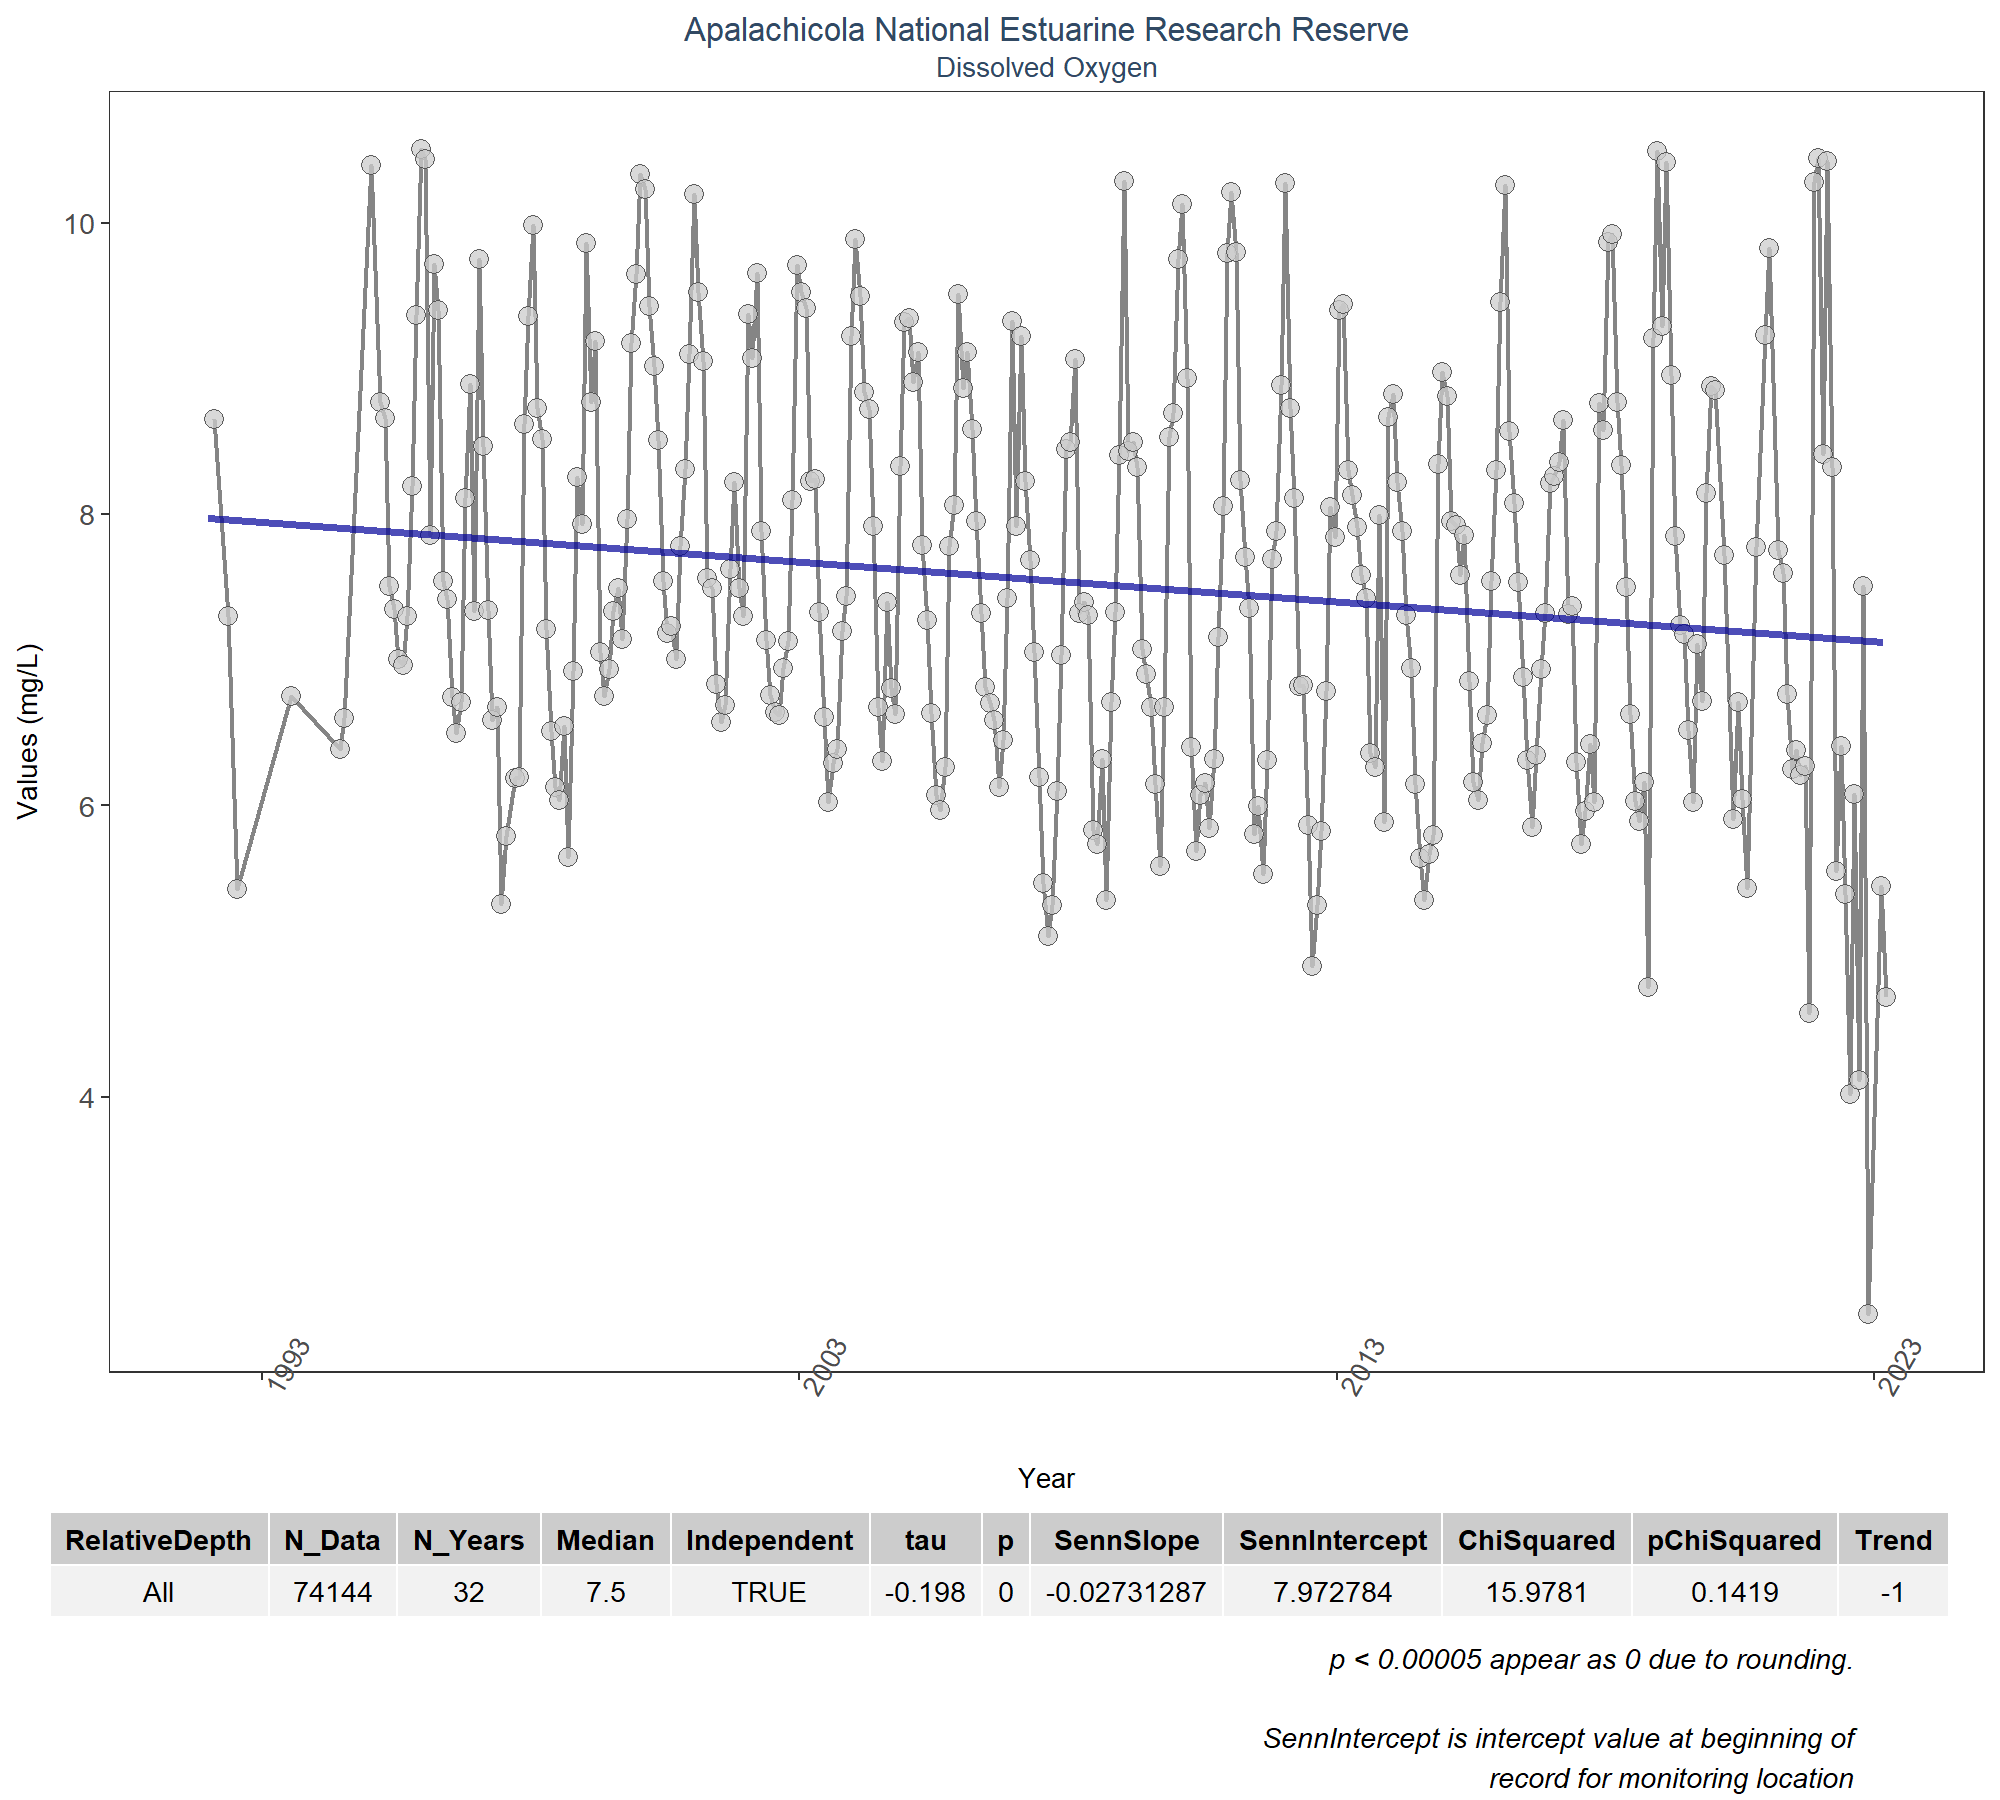 Apalachicola National Estuarine Research Reserve
Dissolved Oxygen
Values (mg/L)
10
8
6
4
1993 2003 2013 2023
Year
RelativeDepth N_Data N_Years Median Independent tau p SennSlope SennIntercept ChiSquared pChiSquared Trend
All 74144 32 7.5 TRUE -0.198 0 -0.02731287 7.972784 15.9781 0.1419 -1
p < 0.00005 appear as 0 due to rounding.
SennIntercept is intercept value at beginning of
record for monitoring location